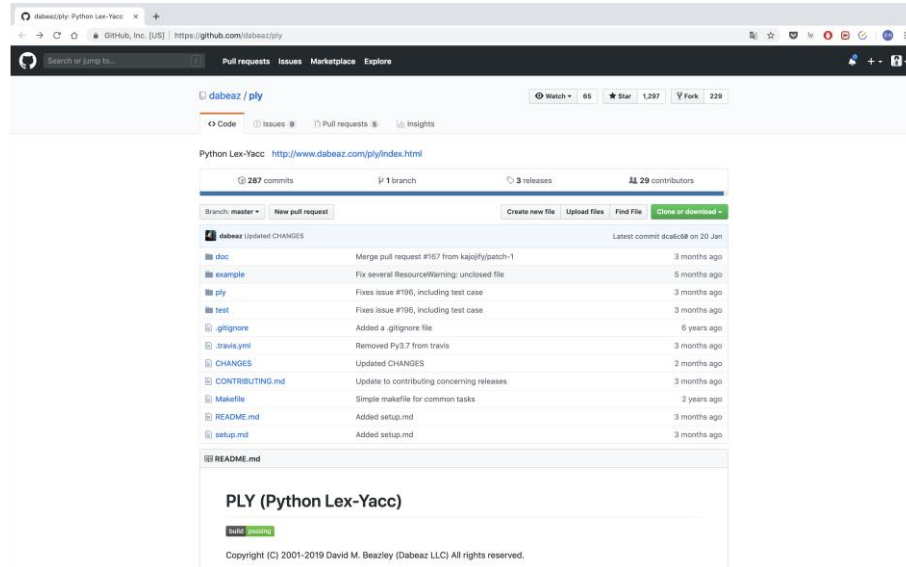 dabeaz/ply: Python Lex-Yacc
GitHub, Inc. [US] | https://github.com/dabeaz/ply
Search or jump to... / Pull requests Issues Marketplace Explore
dabeaz / ply Watch 65 Star 1,297 Fork 229
Code Issues 9 Pull requests 5 Insights
Python Lex-Yacc http://www.dabeaz.com/ply/index.html
287 commits 1 branch 3 releases 29 contributors
Branch: master New pull request Create new file Upload files Find File Clone or download
dabeaz Updated CHANGES Latest commit dca6c60 on 20 Jan
doc Merge pull request #167 from kajojify/patch-1 3 months ago
example Fix several ResourceWarning: unclosed file 5 months ago
ply Fixes issue #196, including test case 3 months ago
test Fixes issue #196, including test case 3 months ago
.gitignore Added a .gitignore file 6 years ago
.travis.yml Removed Py3.7 from travis 3 months ago
CHANGES Updated CHANGES 2 months ago
CONTRIBUTING.md Update to contributing concerning releases 3 months ago
Makefile Simple makefile for common tasks 2 years ago
README.md Added setup.md 3 months ago
setup.md Added setup.md 3 months ago
README.md
PLY (Python Lex-Yacc)
build passing
Copyright (C) 2001-2019 David M. Beazley (Dabeaz LLC) All rights reserved.